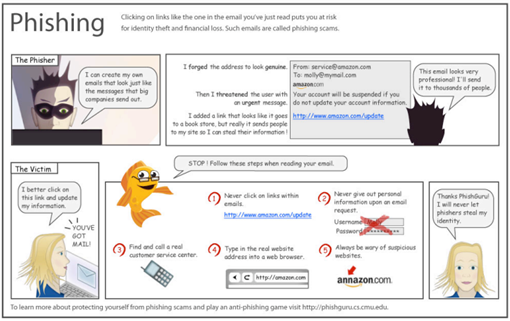 Phishing
Clicking on links like the one in the email you've just read puts you at risk
for identity theft and financial loss. Such emails are called phishing scams.
The Phisher
I can create my own
emails that look just like
the messages that big
companies send out.
I forged the address to look genuine.
From: service@amazon.com
To: molly@mymail.com
amazon.com
Then I threatened the user with
an urgent message.
Your account will be suspended if you
do not update your account information.
I added a link that looks like it goes
to a book store, but really it sends people
to my site so I can steal their information!
http://www.amazon.com/update
This email looks very
professional! I'll send
it to thousands of people.
The Victim
I better click on
this link and update
my information.
YOU'VE
GOT
MAIL!
STOP! Follow these steps when reading your email.
1
Never click on links within
emails.
http://www.amazon.com/update
2
Never give out personal
information upon an email
request.
Username
Password
3
Find and call a real
customer service center.
4
Type in the real website
address into a web browser.
http://amazon.com
5
Always be wary of suspicious
websites.
annazon.com
Thanks PhishGuru!
I will never let
phishers steal my
identity.
To learn more about protecting yourself from phishing scams and play an anti-phishing game visit http://phishguru.cs.cmu.edu.